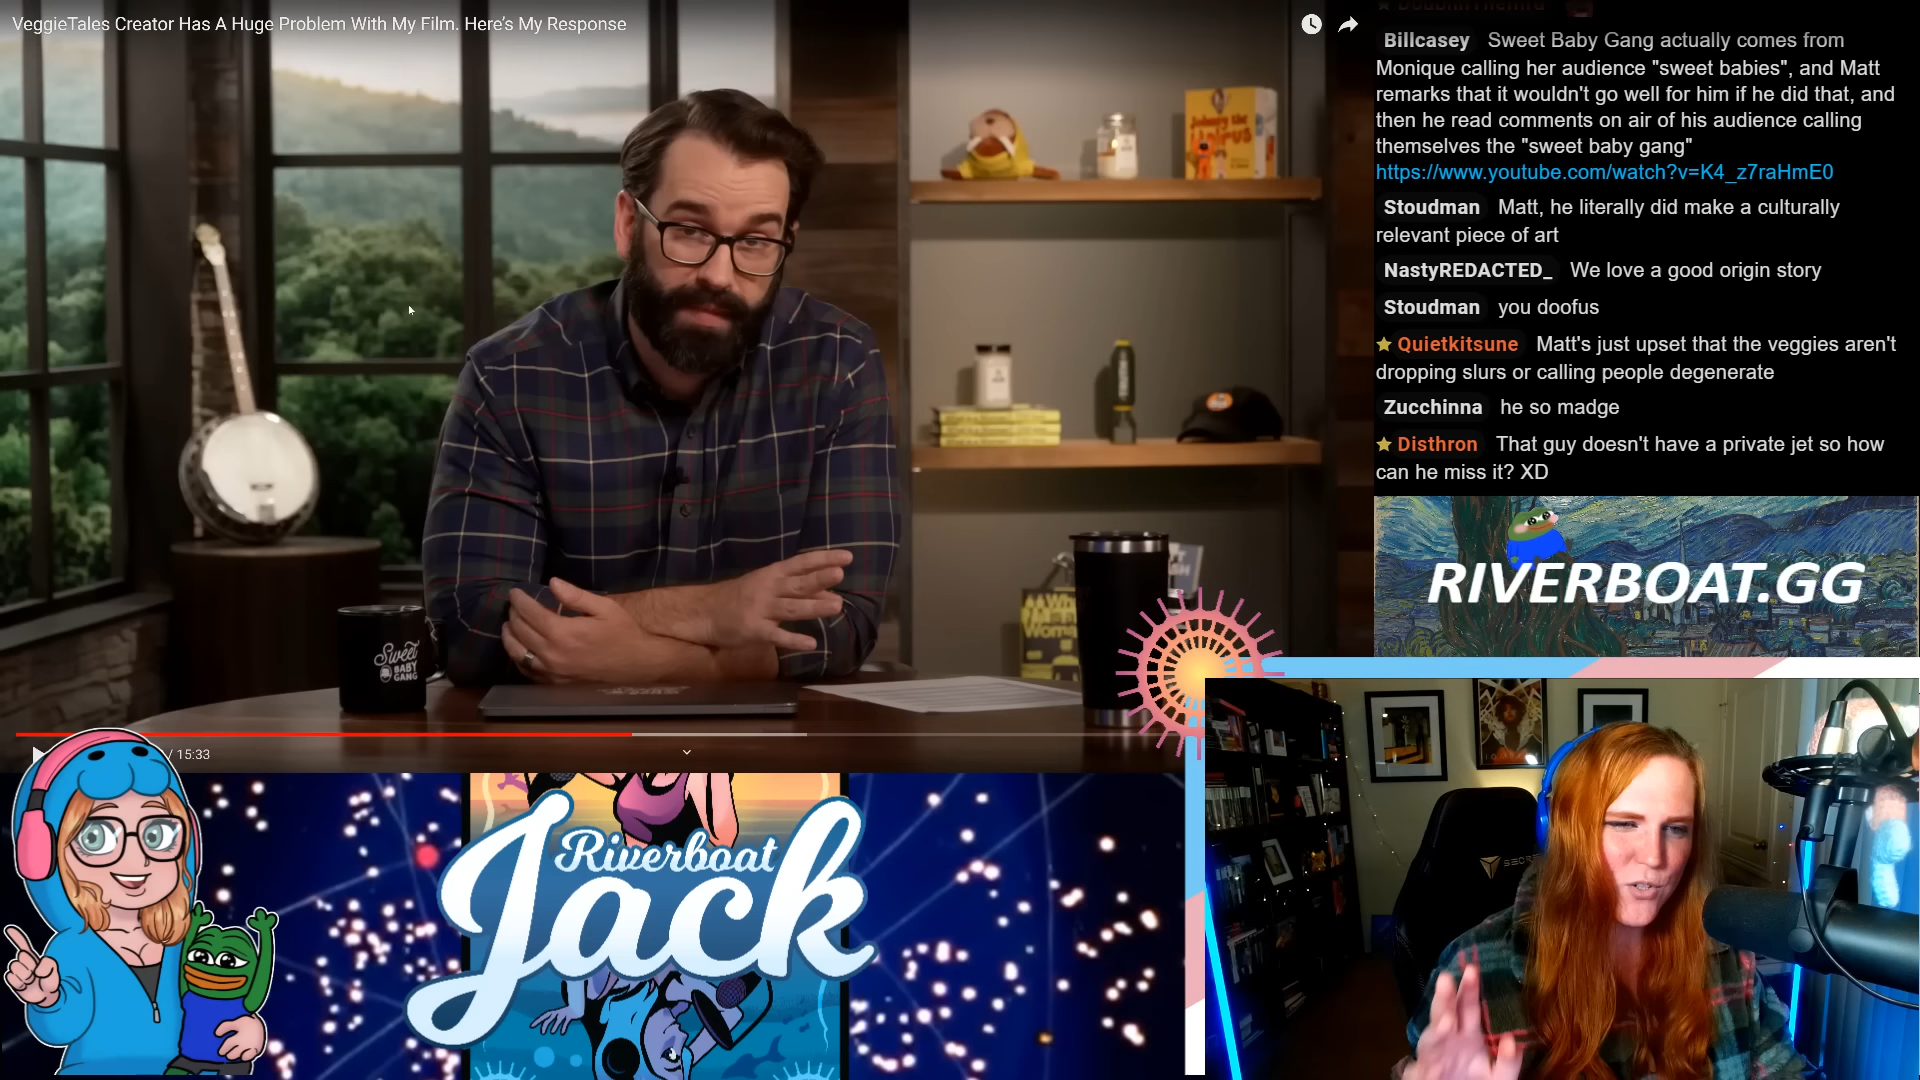 VeggieTales Creator Has A Huge Problem With My Film. Here's My Response
Billcasey Sweet Baby Gang actually comes from
Monique calling her audience "sweet babies", and Matt
remarks that it wouldn't go well for him if he did that, and
then he read comments on air of his audience calling
themselves the "sweet baby gang"
https://www.youtube.com/watch?v=K4_z7raHmE0
Stoudman Matt, he literally did make a culturally
relevant piece of art
NastyREDACTED_ We love a good origin story
Stoudman you doofus
Quietkitsune Matt's just upset that the veggies aren't
dropping slurs or calling people degenerate
Zucchinna he so madge
Disthron That guy doesn't have a private jet so how
can he miss it? XD
RIVERBOAT.GG
Johnny the
Walrus
Sweet
BABY
GANG
/ 15:33
Riverboat
Jack